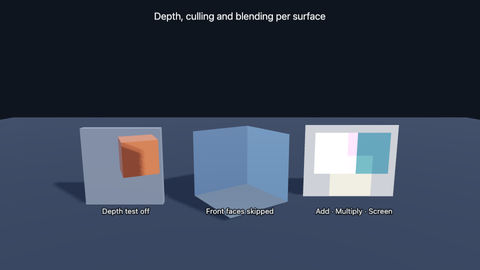 Depth, culling and blending per surface
Depth test off
Front faces skipped
Add · Multiply · Screen